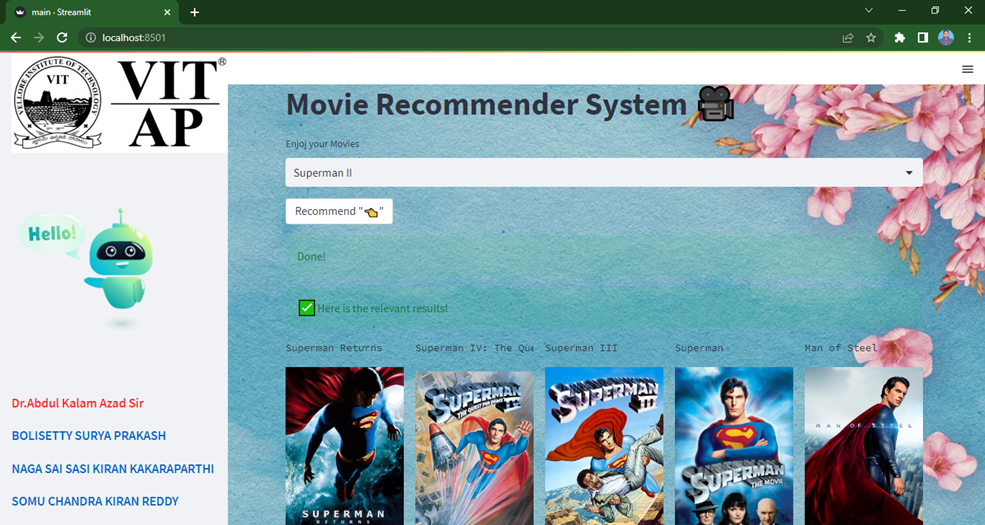 main · Streamlit
localhost:8501
VELLORE INSTITUTE OF TECHNOLOGY
VIT
VIT®
AP
Hello!
Dr.Abdul Kalam Azad Sir
BOLISETTY SURYA PRAKASH
NAGA SAI SASI KIRAN KAKARAPARTHI
SOMU CHANDRA KIRAN REDDY
Movie Recommender System 🎥
Enjoj your Movies
Superman II
Recommend "👈"
Done!
✅ Here is the relevant results!
Superman Returns
Superman IV: The Que
Superman III
Superman
Man of Steel
SUPERMAN
RETURNS
SUPERMAN IV
THE QUEST FOR PEACE
SUPERMAN III
SUPERMAN
THE MOVIE
MAN OF STEEL